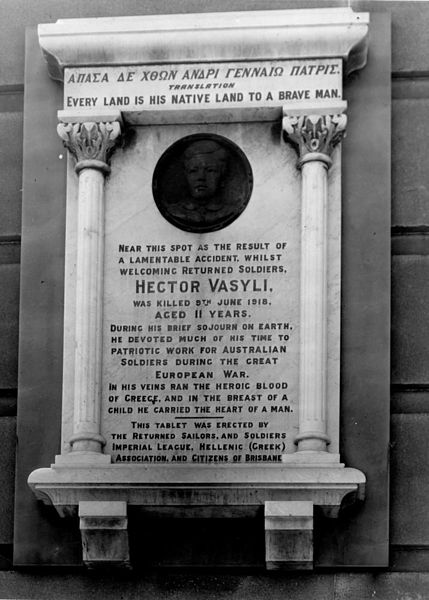 ΑΠΑΣΑ ΔΕ ΧΘΩΝ ΑΝΔΡΙ ΓΕΝΝΑΙΩ ΠΑΤΡΙΣ.
TRANSLATION
EVERY LAND IS HIS NATIVE LAND TO A BRAVE MAN.
NEAR THIS SPOT AS THE RESULT OF
A LAMENTABLE ACCIDENT, WHILST
WELCOMING RETURNED SOLDIERS,
HECTOR VASYLI,
WAS KILLED 9TH JUNE 1918,
AGED 11 YEARS.
DURING HIS BRIEF SOJOURN ON EARTH,
HE DEVOTED MUCH OF HIS TIME TO
PATRIOTIC WORK FOR AUSTRALIAN
SOLDIERS DURING THE GREAT
EUROPEAN WAR.
IN HIS VEINS RAN THE HEROIC BLOOD
OF GREECE, AND IN THE BREAST OF A
CHILD HE CARRIED THE HEART OF A MAN.
THIS TABLET WAS ERECTED BY
THE RETURNED SAILORS, AND SOLDIERS
IMPERIAL LEAGUE, HELLENIC (GREEK)
ASSOCIATION, AND CITIZENS OF BRISBANE